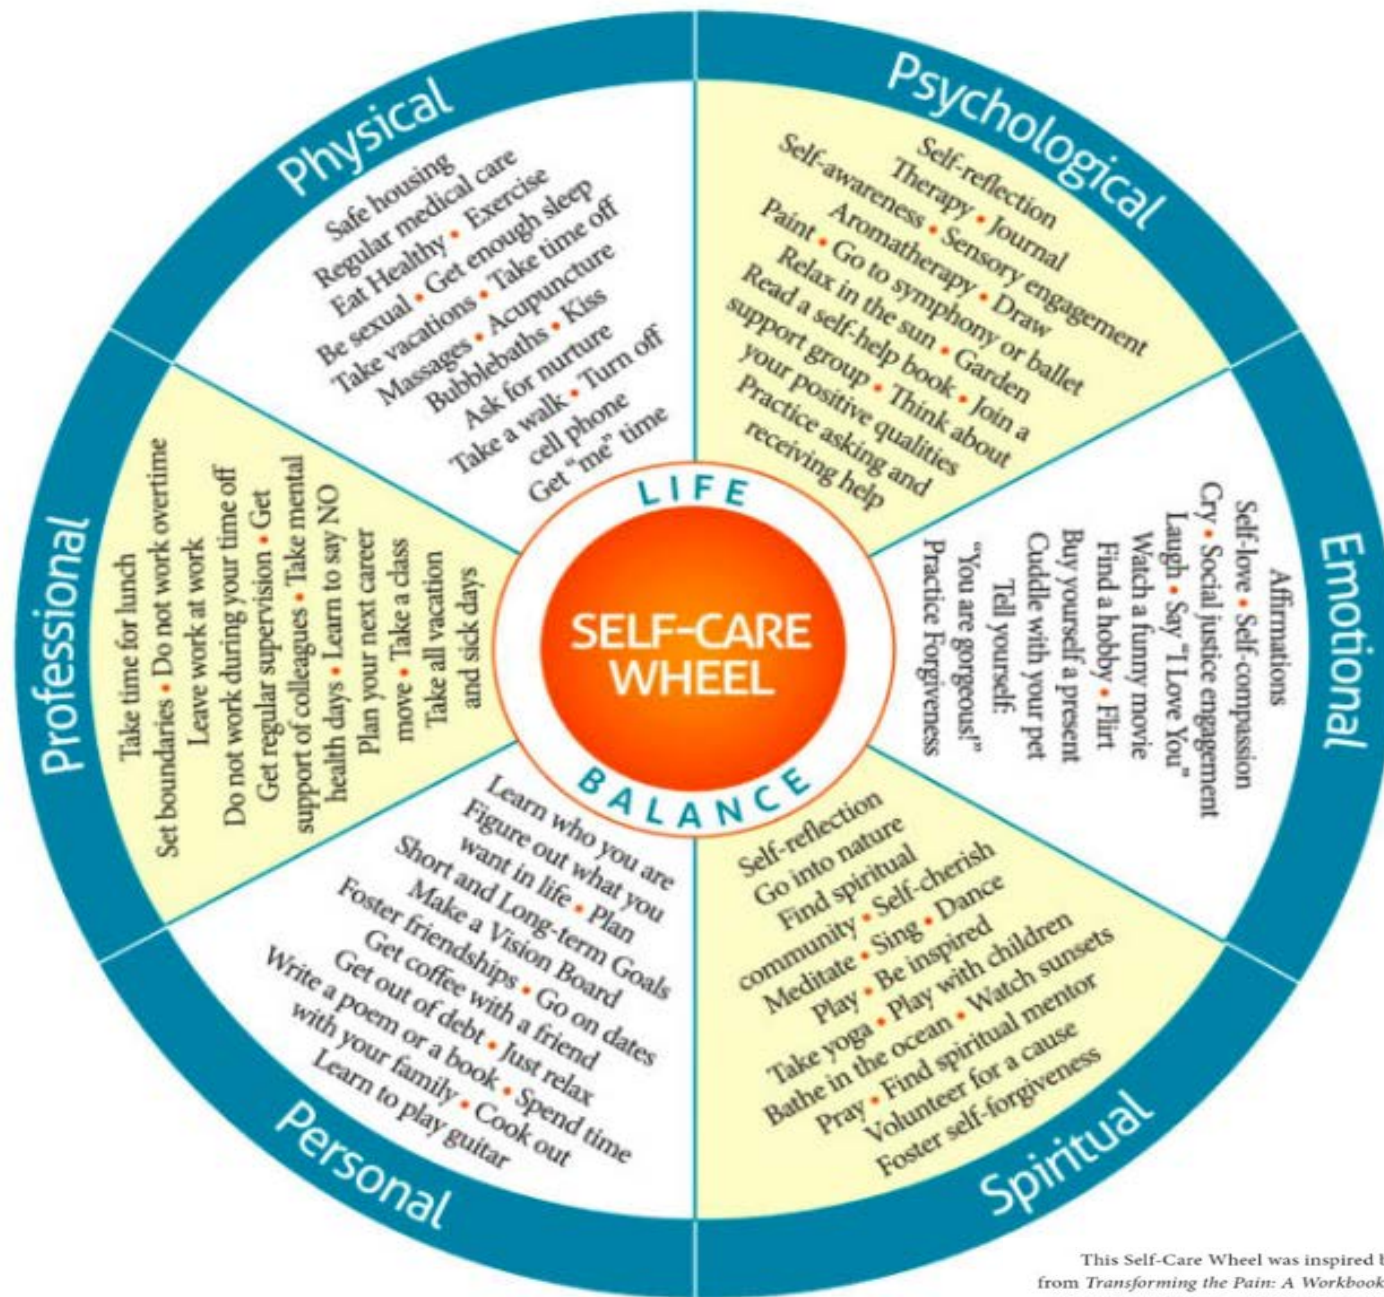 Physical
Safe housing
Regular medical care
Eat Healthy • Exercise
Be sexual • Get enough sleep
Take vacations • Take time off
Massages • Acupuncture
Bubblebaths • Kiss
Ask for nurture
Take a walk • Turn off
cell phone
Get "me" time
Psychological
Self-reflection
Therapy • Journal
Self-awareness • Sensory engagement
Aromatherapy • Draw
Paint • Go to symphony or ballet
Relax in the sun • Garden
Read a self-help book • Join a
support group • Think about
your positive qualities
Practice asking and
receiving help
Emotional
Affirmations
Self-love • Self-compassion
Cry • Social justice engagement
Laugh • Say "I Love You"
Watch a funny movie
Find a hobby • Flirt
Buy yourself a present
Cuddle with your pet
Tell yourself:
"You are gorgeous!"
Practice Forgiveness
Spiritual
Self-reflection
Go into nature
Find spiritual
community • Self-cherish
Meditate • Sing • Dance
Play • Be inspired
Take yoga • Play with children
Bathe in the ocean • Watch sunsets
Pray • Find spiritual mentor
Volunteer for a cause
Foster self-forgiveness
Personal
Learn who you are
Figure out what you
want in life • Plan
Short and Long-term Goals
Make a Vision Board
Foster friendships • Go on dates
Get coffee with a friend
Get out of debt • Just relax
Write a poem or a book • Spend time
with your family • Cook out
Learn to play guitar
Professional
Take time for lunch
Set boundaries • Do not work overtime
Leave work at work
Do not work during your time off
Get regular supervision • Get
support of colleagues • Take mental
health days • Learn to say NO
Plan your next career
move • Take a class
Take all vacation
and sick days
LIFE
SELF-CARE
WHEEL
BALANCE
This Self-Care Wheel was inspired
from Transforming the Pain: A Workbook